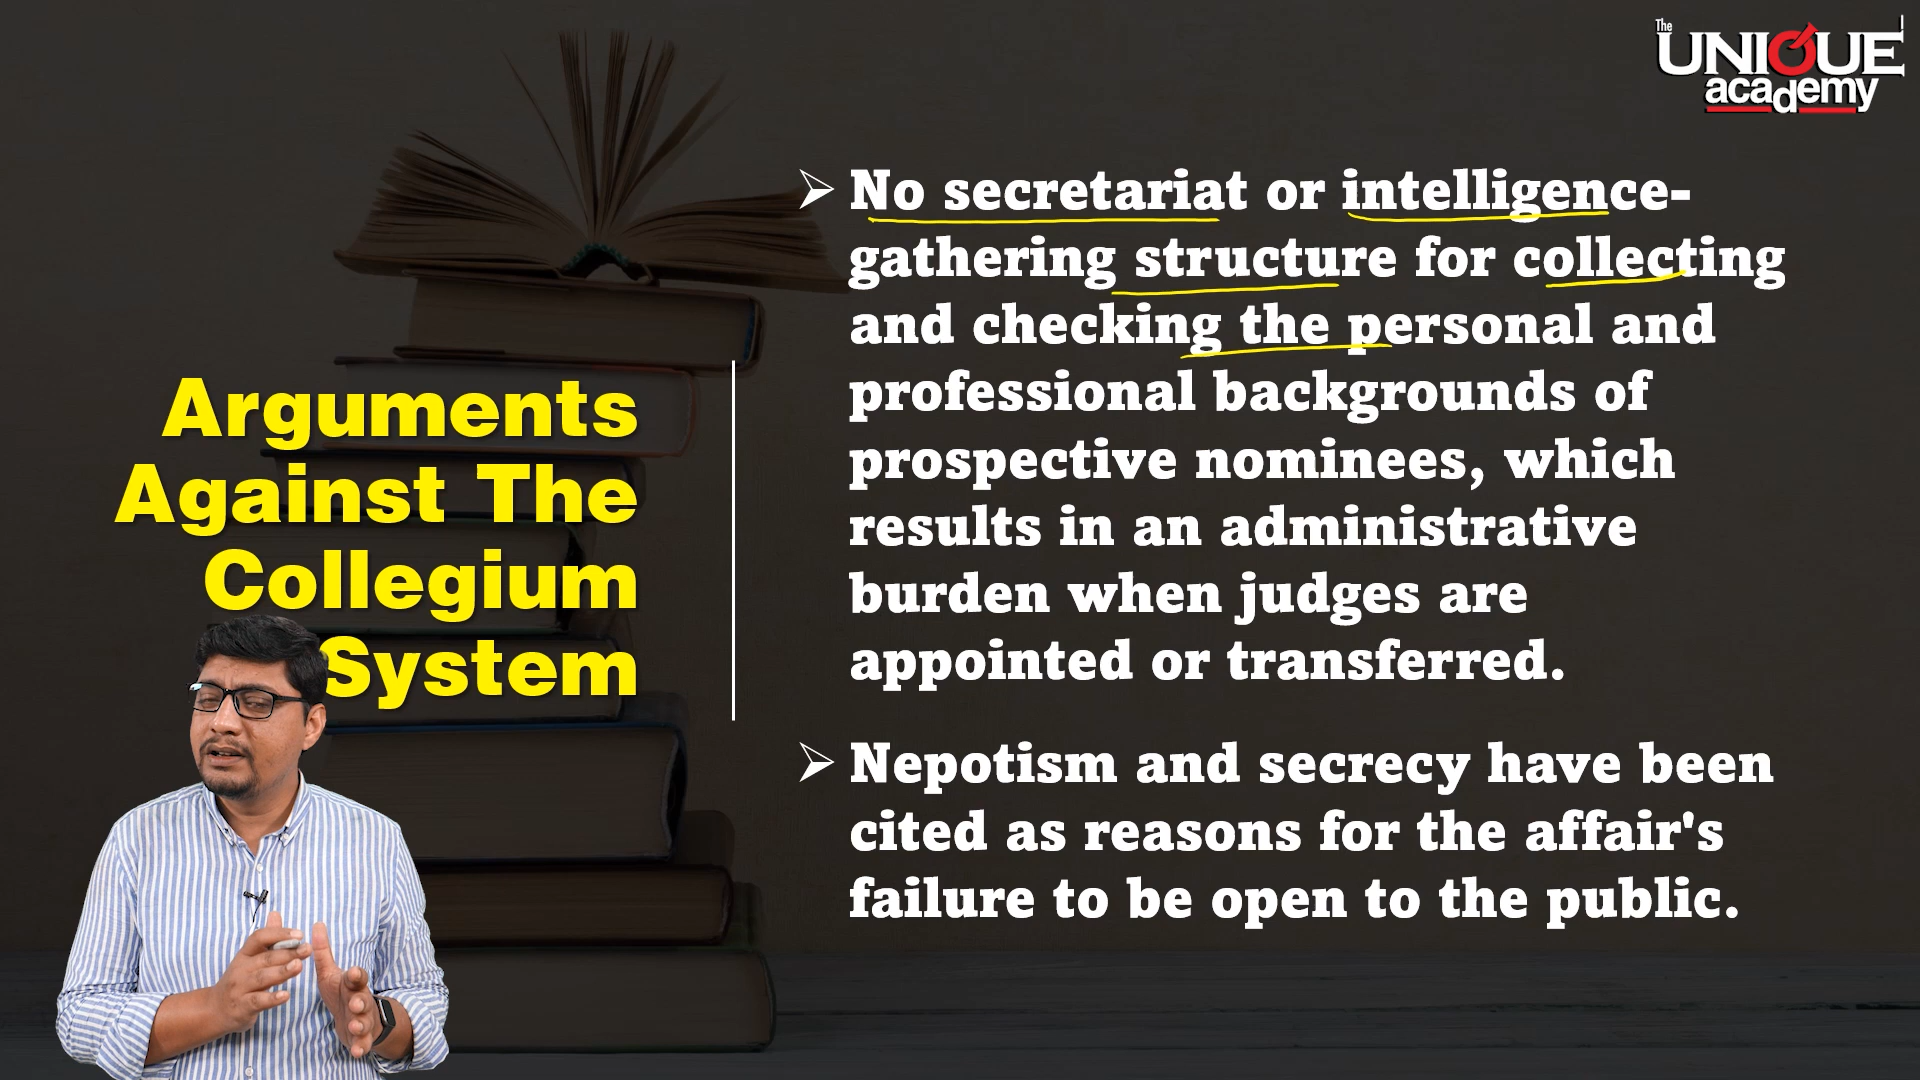 The
UNIQUE
academy
No secretariat or intelligence-
gathering structure for collecting
and checking the personal and
professional backgrounds of
prospective nominees, which
results in an administrative
burden when judges are
appointed or transferred.
Nepotism and secrecy have been
cited as reasons for the affair's
failure to be open to the public.
Arguments
Against The
Collegium
System